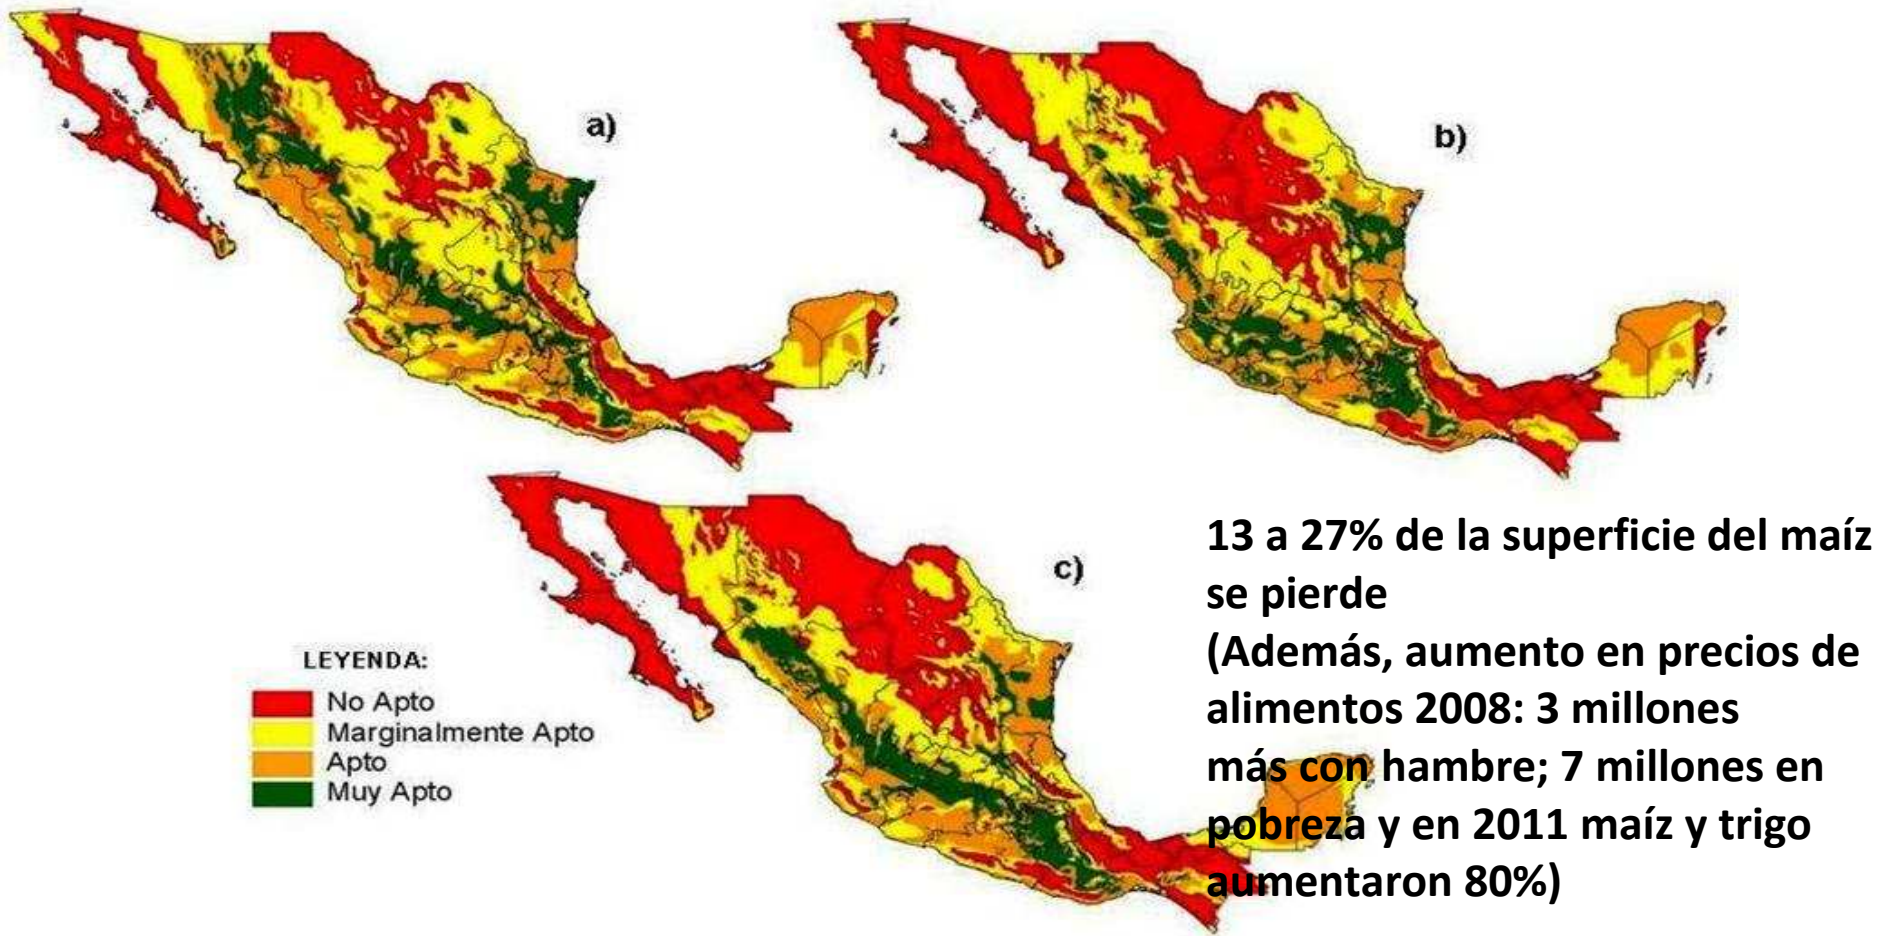 a)
b)
c)
13 a 27% de la superficie del maíz
se pierde
(Además, aumento en precios de
alimentos 2008: 3 millones
más con hambre; 7 millones en
pobreza y en 2011 maíz y trigo
aumentaron 80%)
LEYENDA:
No Apto
Marginalmente Apto
Apto
Muy Apto